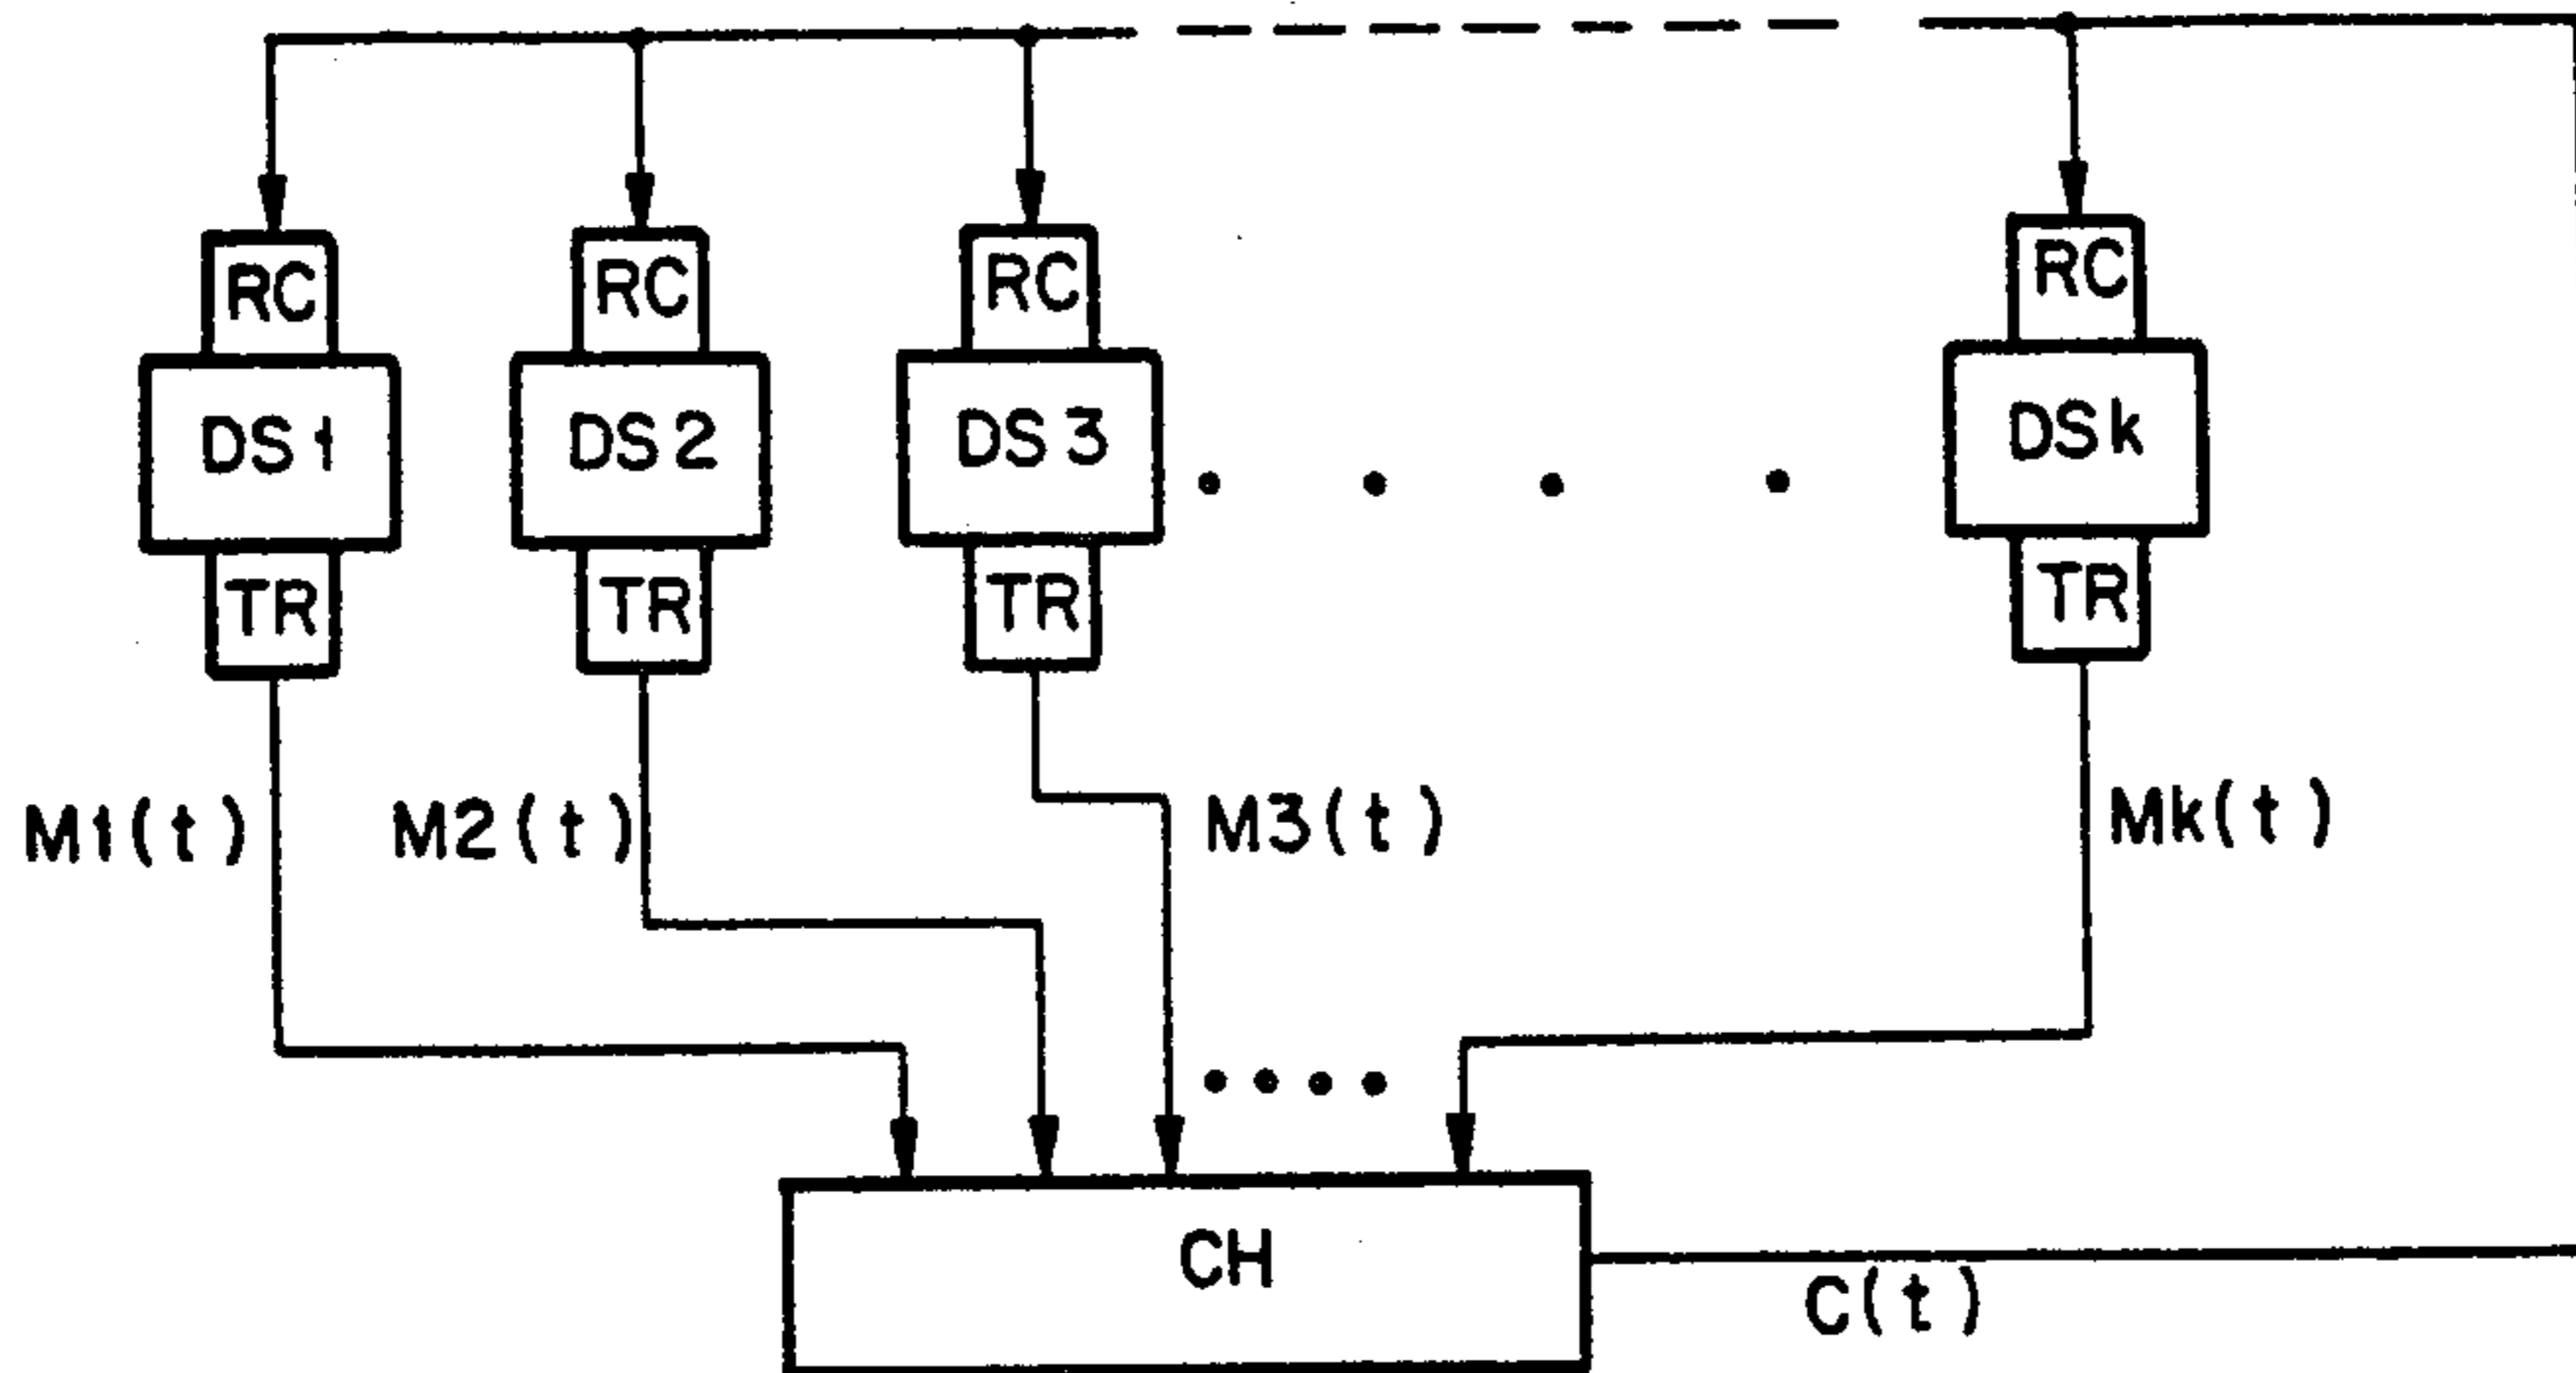 RC RC RC RC
DS1 DS2 DS3 DSk
TR TR TR TR
M1(t) M2(t) M3(t) Mk(t)
CH
C(t)